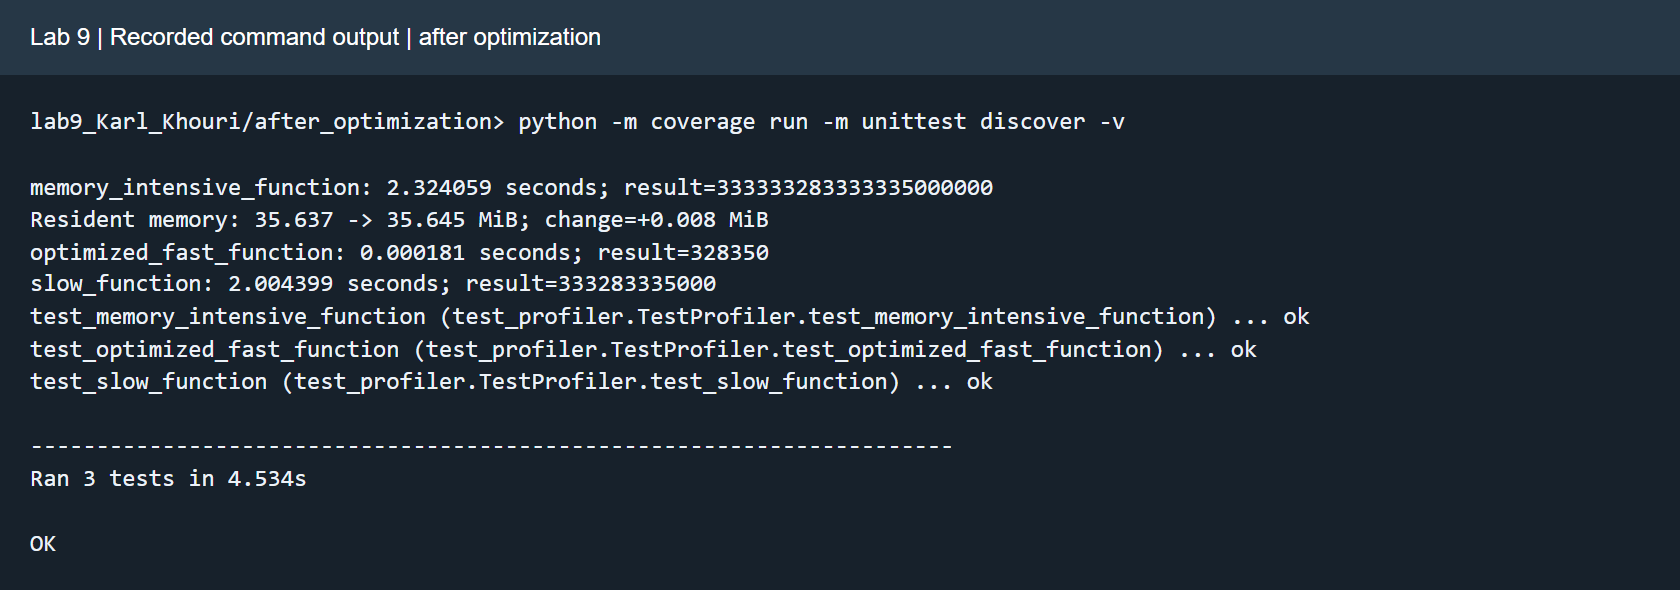 Lab 9 | Recorded command output | after optimization
lab9_Karl_Khouri/after_optimization> python -m coverage run -m unittest discover -v
memory_intensive_function: 2.324059 seconds; result=333333283333335000000
Resident memory: 35.637 -> 35.645 MiB; change=+0.008 MiB
optimized_fast_function: 0.000181 seconds; result=328350
slow_function: 2.004399 seconds; result=333283335000
test_memory_intensive_function (test_profiler.TestProfiler.test_memory_intensive_function) ... ok
test_optimized_fast_function (test_profiler.TestProfiler.test_optimized_fast_function) ... ok
test_slow_function (test_profiler.TestProfiler.test_slow_function) ... ok
----------------------------------------------------------------------
Ran 3 tests in 4.534s
OK